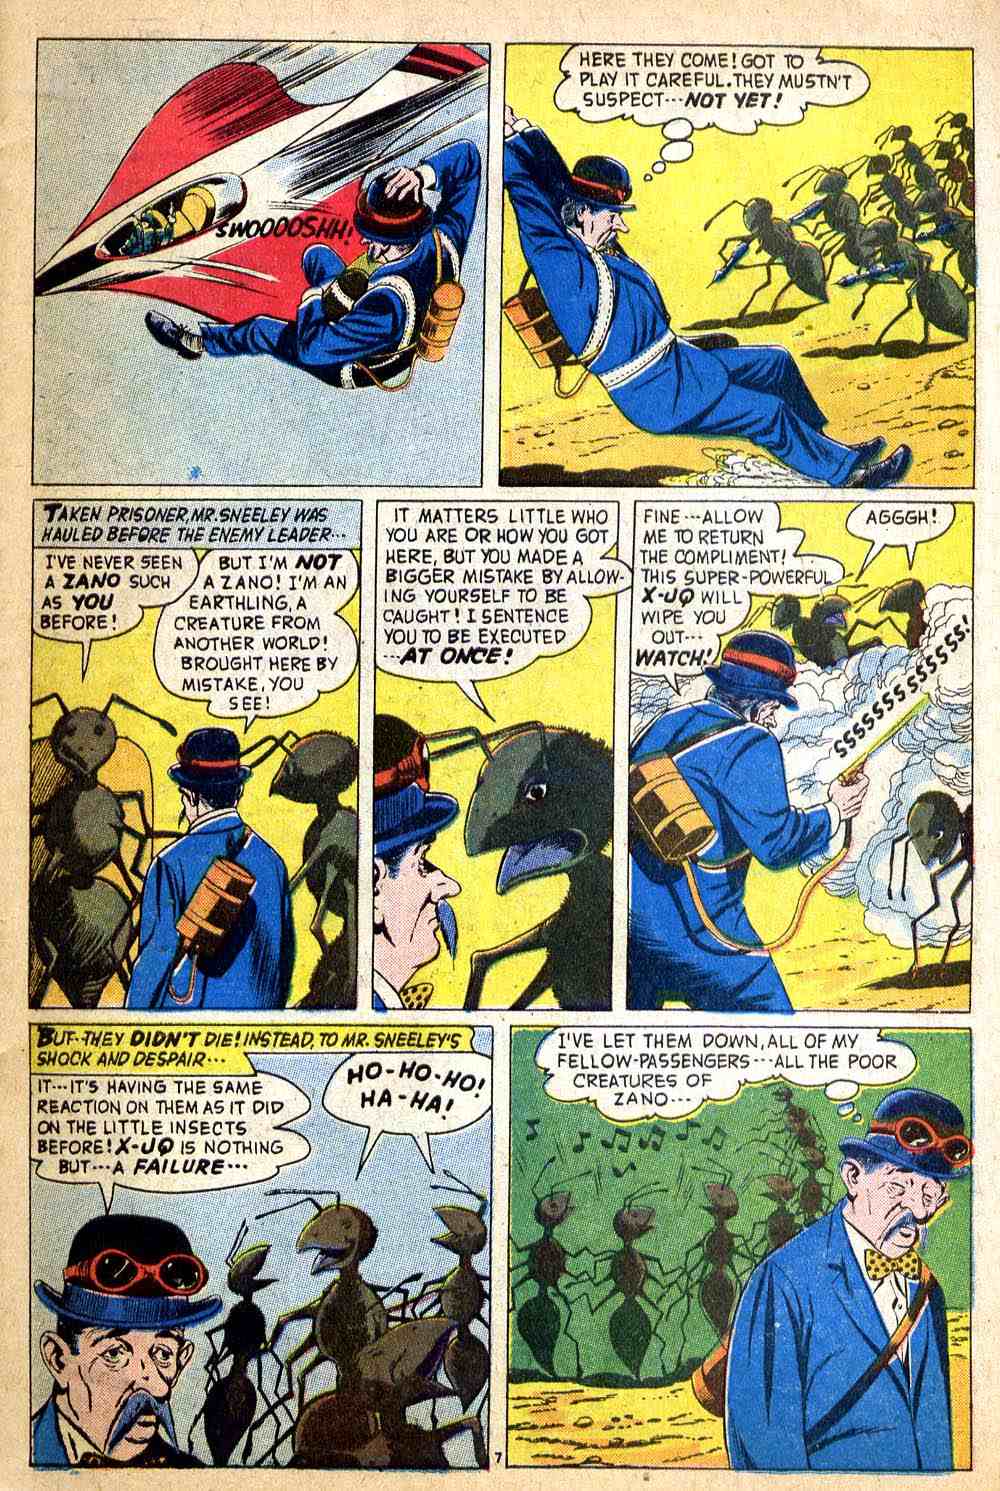 SWOOOOSHH!
HERE THEY COME! GOT TO
PLAY IT CAREFUL. THEY MUSTN'T
SUSPECT---NOT YET!
TAKEN PRISONER, MR. SNEELEY WAS
HAULED BEFORE THE ENEMY LEADER---
I'VE NEVER SEEN
A ZANO SUCH
AS YOU
BEFORE!
BUT I'M NOT
A ZANO! I'M AN
EARTHLING, A
CREATURE FROM
ANOTHER WORLD!
BROUGHT HERE BY
MISTAKE, YOU
SEE!
IT MATTERS LITTLE WHO
YOU ARE OR HOW YOU GOT
HERE, BUT YOU MADE A
BIGGER MISTAKE BY ALLOW-
ING YOURSELF TO BE
CAUGHT! I SENTENCE
YOU TO BE EXECUTED
---AT ONCE!
FINE---ALLOW
ME TO RETURN
THE COMPLIMENT!
THIS SUPER-POWERFUL
X-JQ WILL
WIPE YOU
OUT---
WATCH!
AGGGH!
SSSSSSSSSSSSSSS!
BUT--THEY DIDN'T DIE! INSTEAD, TO MR. SNEELEY'S
SHOCK AND DESPAIR---
IT---IT'S HAVING THE SAME
REACTION ON THEM AS IT DID
ON THE LITTLE INSECTS
BEFORE! X-JQ IS NOTHING
BUT---A FAILURE---
HO-HO-HO!
HA-HA!
I'VE LET THEM DOWN, ALL OF MY
FELLOW-PASSENGERS---ALL THE POOR
CREATURES OF
ZANO---
7